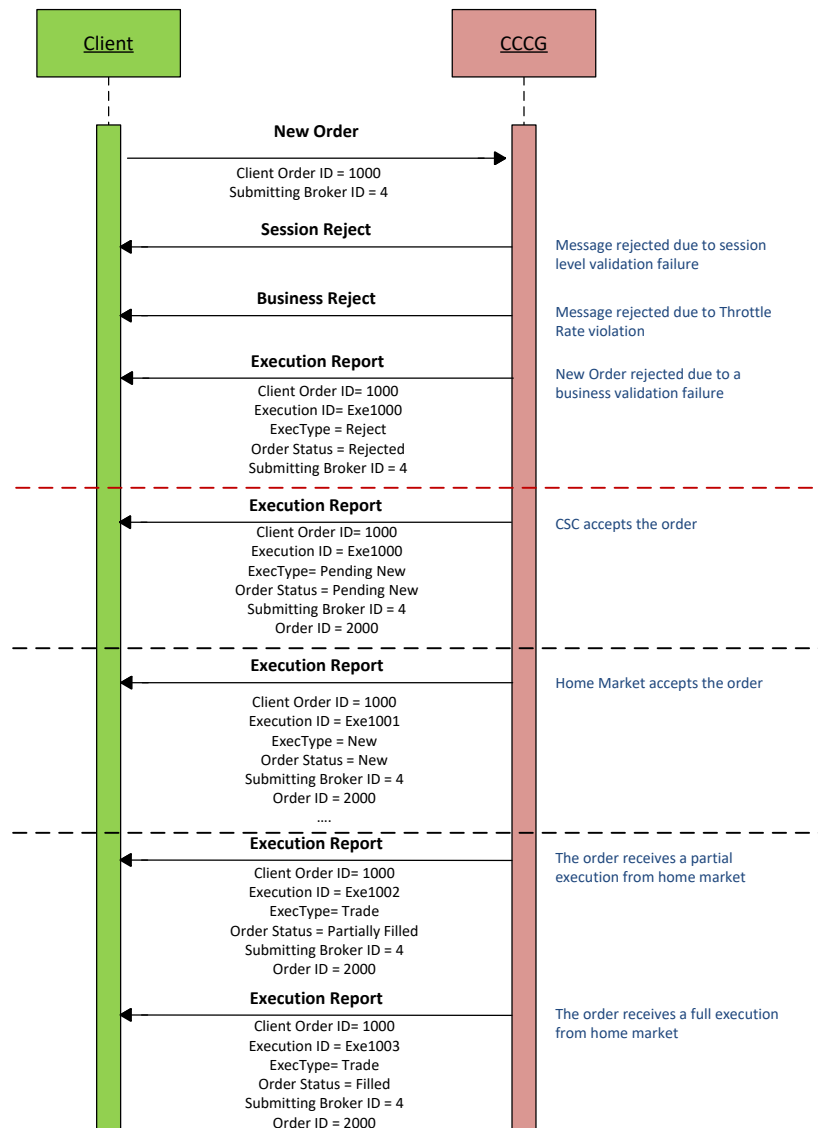 Client
CCCG
New Order
Client Order ID = 1000
Submitting Broker ID = 4
Session Reject
Message rejected due to session
level validation failure
Business Reject
Message rejected due to Throttle
Rate violation
Execution Report
New Order rejected due to a
business validation failure
Client Order ID= 1000
Execution ID= Exe1000
ExecType = Reject
Order Status = Rejected
Submitting Broker ID = 4
Execution Report
CSC accepts the order
Client Order ID= 1000
Execution ID = Exe1000
ExecType= Pending New
Order Status = Pending New
Submitting Broker ID = 4
Order ID = 2000
Execution Report
Home Market accepts the order
Client Order ID = 1000
Execution ID = Exe1001
ExecType = New
Order Status = New
Submitting Broker ID = 4
Order ID = 2000
....
Execution Report
The order receives a partial
execution from home market
Client Order ID= 1000
Execution ID = Exe1002
ExecType= Trade
Order Status = Partially Filled
Submitting Broker ID = 4
Order ID = 2000
Execution Report
The order receives a full execution
from home market
Client Order ID= 1000
Execution ID = Exe1003
ExecType= Trade
Order Status = Filled
Submitting Broker ID = 4
Order ID = 2000